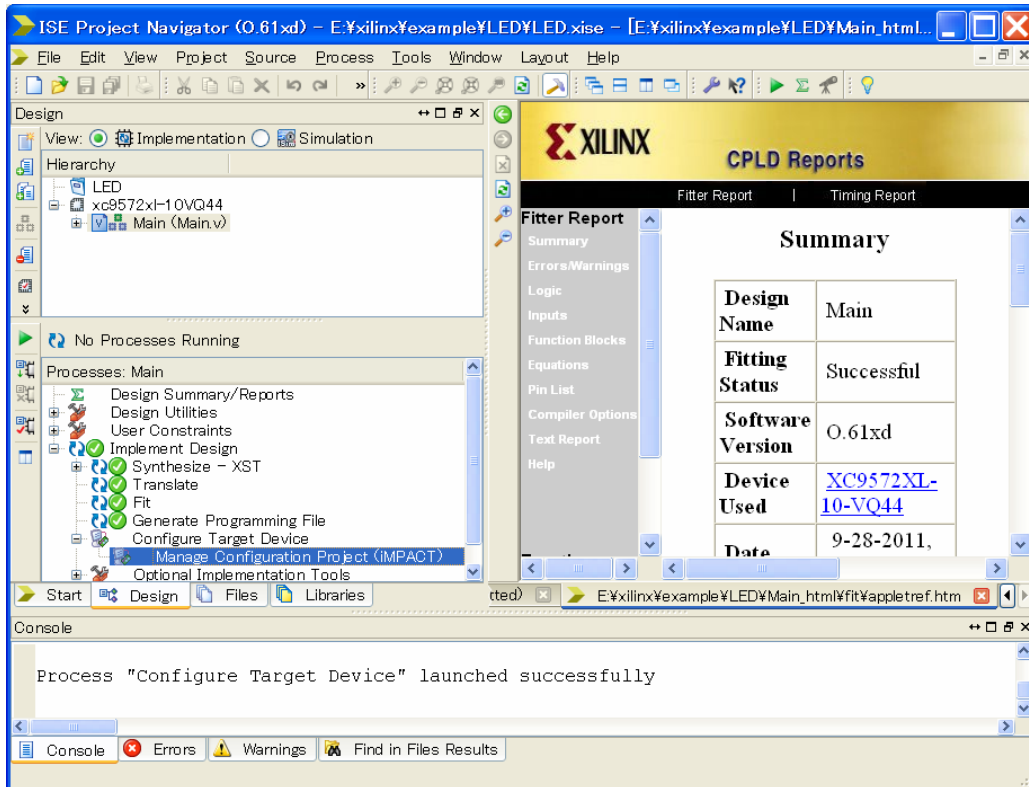 ISE Project Navigator (O.61xd) - E:¥xilinx¥example¥LED¥LED.xise - [E:¥xilinx¥example¥LED¥Main_html...
File Edit View Project Source Process Tools Window Layout Help
Design
View: Implementation Simulation
Hierarchy
LED
xc9572xl-10VQ44
Main (Main.v)
No Processes Running
Processes: Main
Design Summary/Reports
Design Utilities
User Constraints
Implement Design
Synthesize - XST
Translate
Fit
Generate Programming File
Configure Target Device
Manage Configuration Project (iMPACT)
Optional Implementation Tools
Start Design Files Libraries
XILINX
CPLD Reports
Fitter Report | Timing Report
Fitter Report
Summary
Errors/Warnings
Logic
Inputs
Function Blocks
Equations
Pin List
Compiler Options
Text Report
Help
Summary
Design Name Main
Fitting Status Successful
Software Version O.61xd
Device Used XC9572XL-10-VQ44
Date 9-28-2011,
cted) E:¥xilinx¥example¥LED¥Main_html¥fit¥appletref.htm
Console
Process "Configure Target Device" launched successfully
Console Errors Warnings Find in Files Results